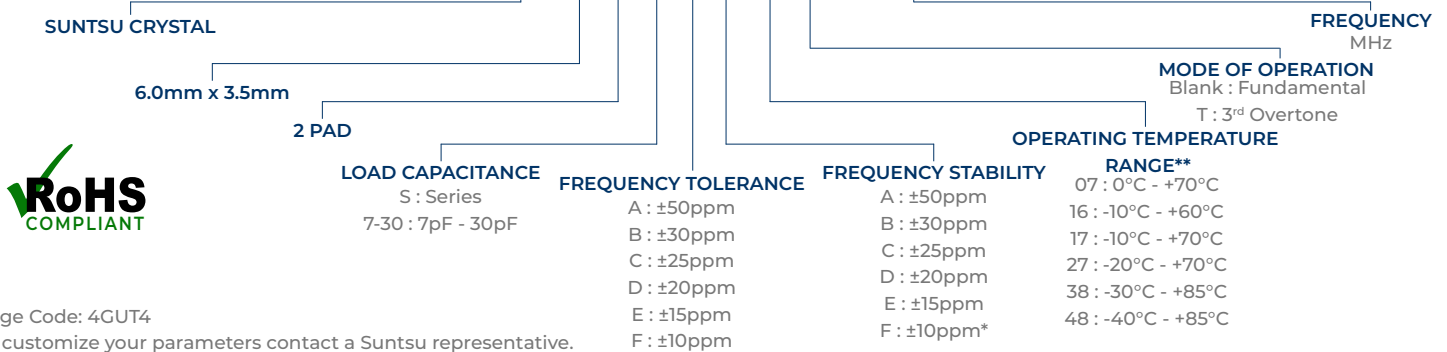 SUNTSU CRYSTAL
6.0mm x 3.5mm
2 PAD
RoHS
COMPLIANT
LOAD CAPACITANCE
S : Series
7-30 : 7pF - 30pF
FREQUENCY TOLERANCE
A : ±50ppm
B : ±30ppm
C : ±25ppm
D : ±20ppm
E : ±15ppm
F : ±10ppm
FREQUENCY STABILITY
A : ±50ppm
B : ±30ppm
C : ±25ppm
D : ±20ppm
E : ±15ppm
F : ±10ppm*
OPERATING TEMPERATURE
RANGE**
07 : 0°C - +70°C
16 : -10°C - +60°C
17 : -10°C - +70°C
27 : -20°C - +70°C
38 : -30°C - +85°C
48 : -40°C - +85°C
MODE OF OPERATION
Blank : Fundamental
T : 3rd Overtone
FREQUENCY
MHz
ge Code: 4GUT4
customize your parameters contact a Suntsu representative.